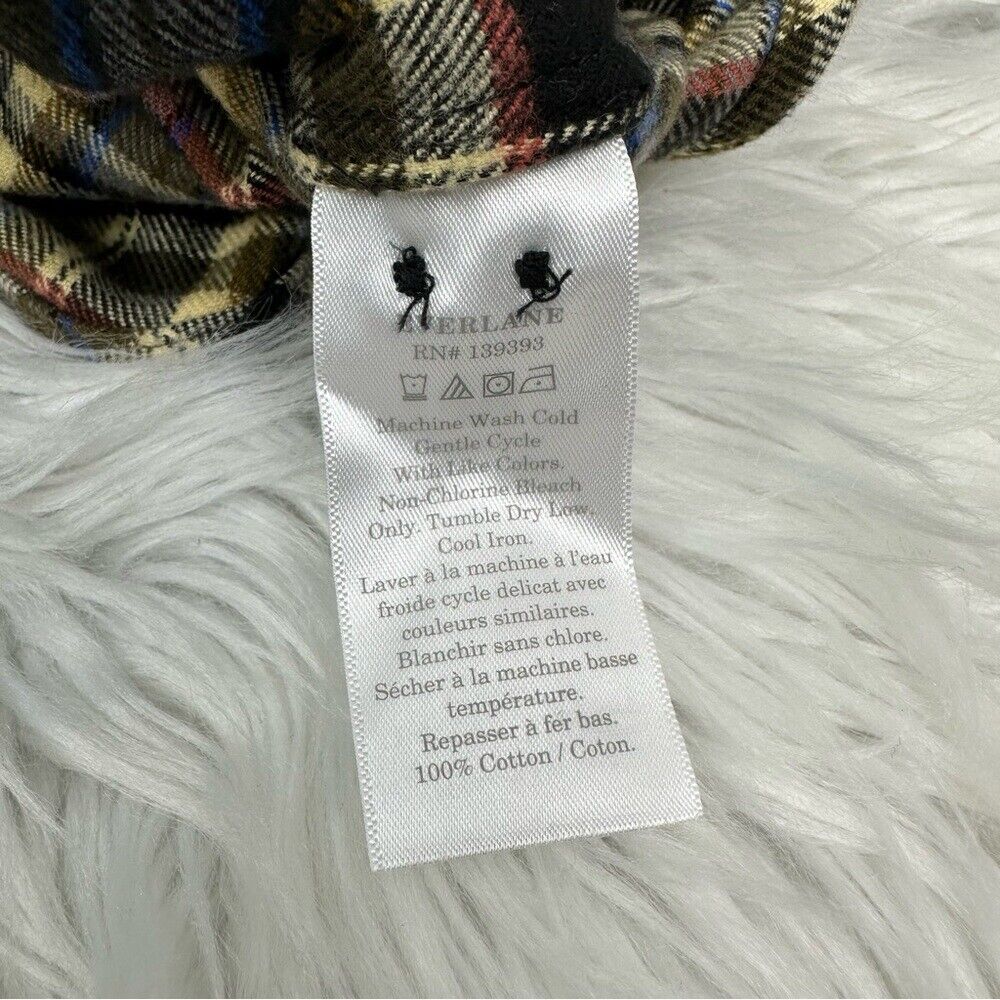 EVERLANE
RN# 139393
Machine Wash Cold
Gentle Cycle
With Like Colors.
Non-Chlorine Bleach
Only. Tumble Dry Low.
Cool Iron.
Laver à la machine à l'eau
froide cycle delicat avec
couleurs similaires.
Blanchir sans chlore.
Sécher à la machine basse
température.
Repasser à fer bas.
100% Cotton / Coton.